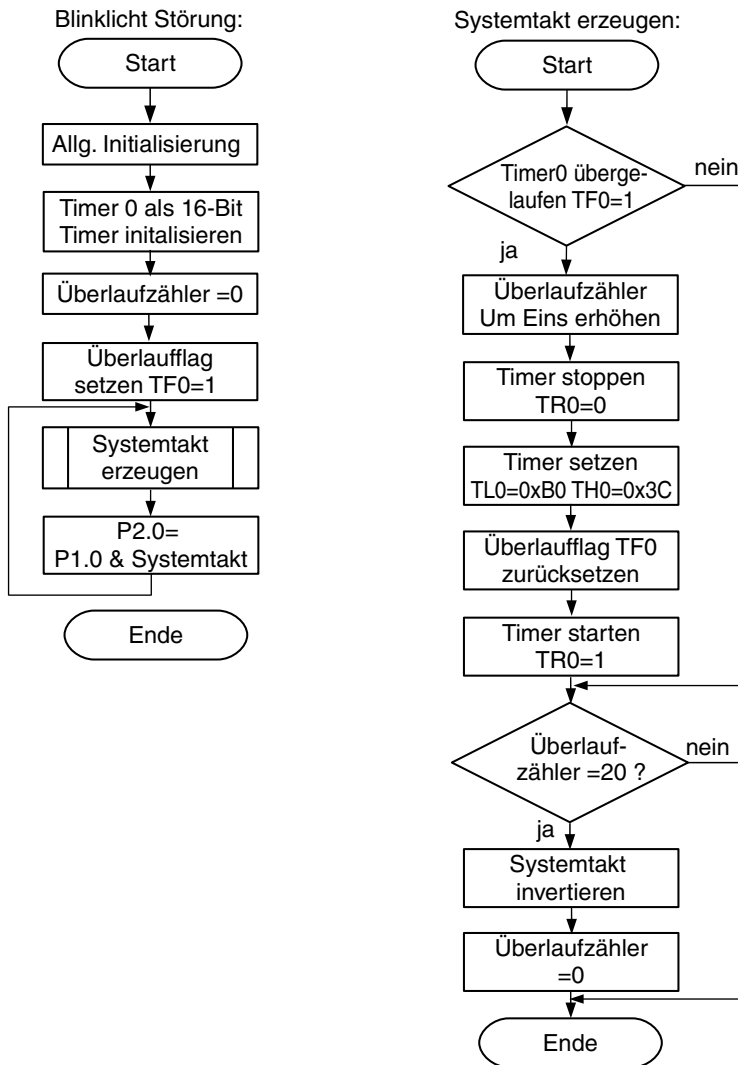 Blinklicht Störung:
Start
Allg. Initialisierung
Timer 0 als 16-Bit
Timer initalisieren
Überlaufzähler =0
Überlaufflag
setzen TF0=1
Systemtakt
erzeugen
P2.0=
P1.0 & Systemtakt
Ende
Systemtakt erzeugen:
Start
Timer0 überge-
laufen TF0=1
nein
ja
Überlaufzähler
Um Eins erhöhen
Timer stoppen
TR0=0
Timer setzen
TL0=0xB0 TH0=0x3C
Überlaufflag TF0
zurücksetzen
Timer starten
TR0=1
Überlauf-
zähler =20 ?
nein
ja
Systemtakt
invertieren
Überlaufzähler
=0
Ende